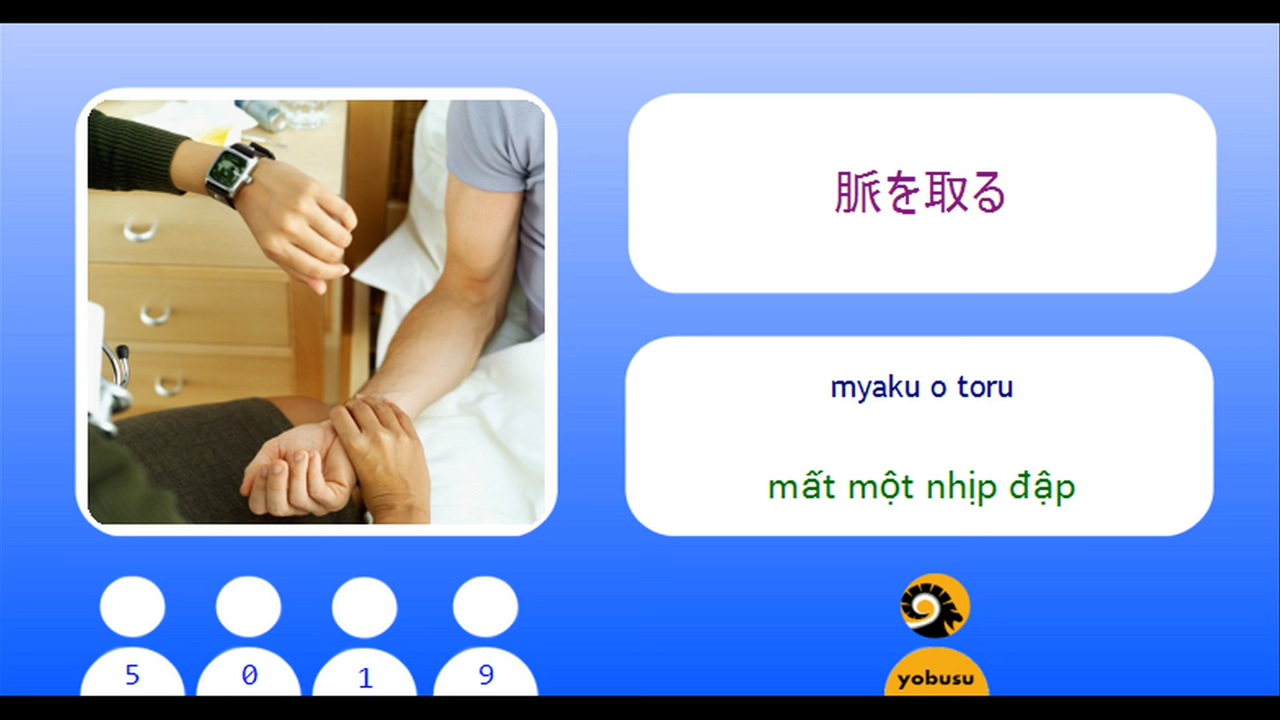 脈を取る
myaku o toru
mất một nhịp đập
5 0 1 9
yobusu